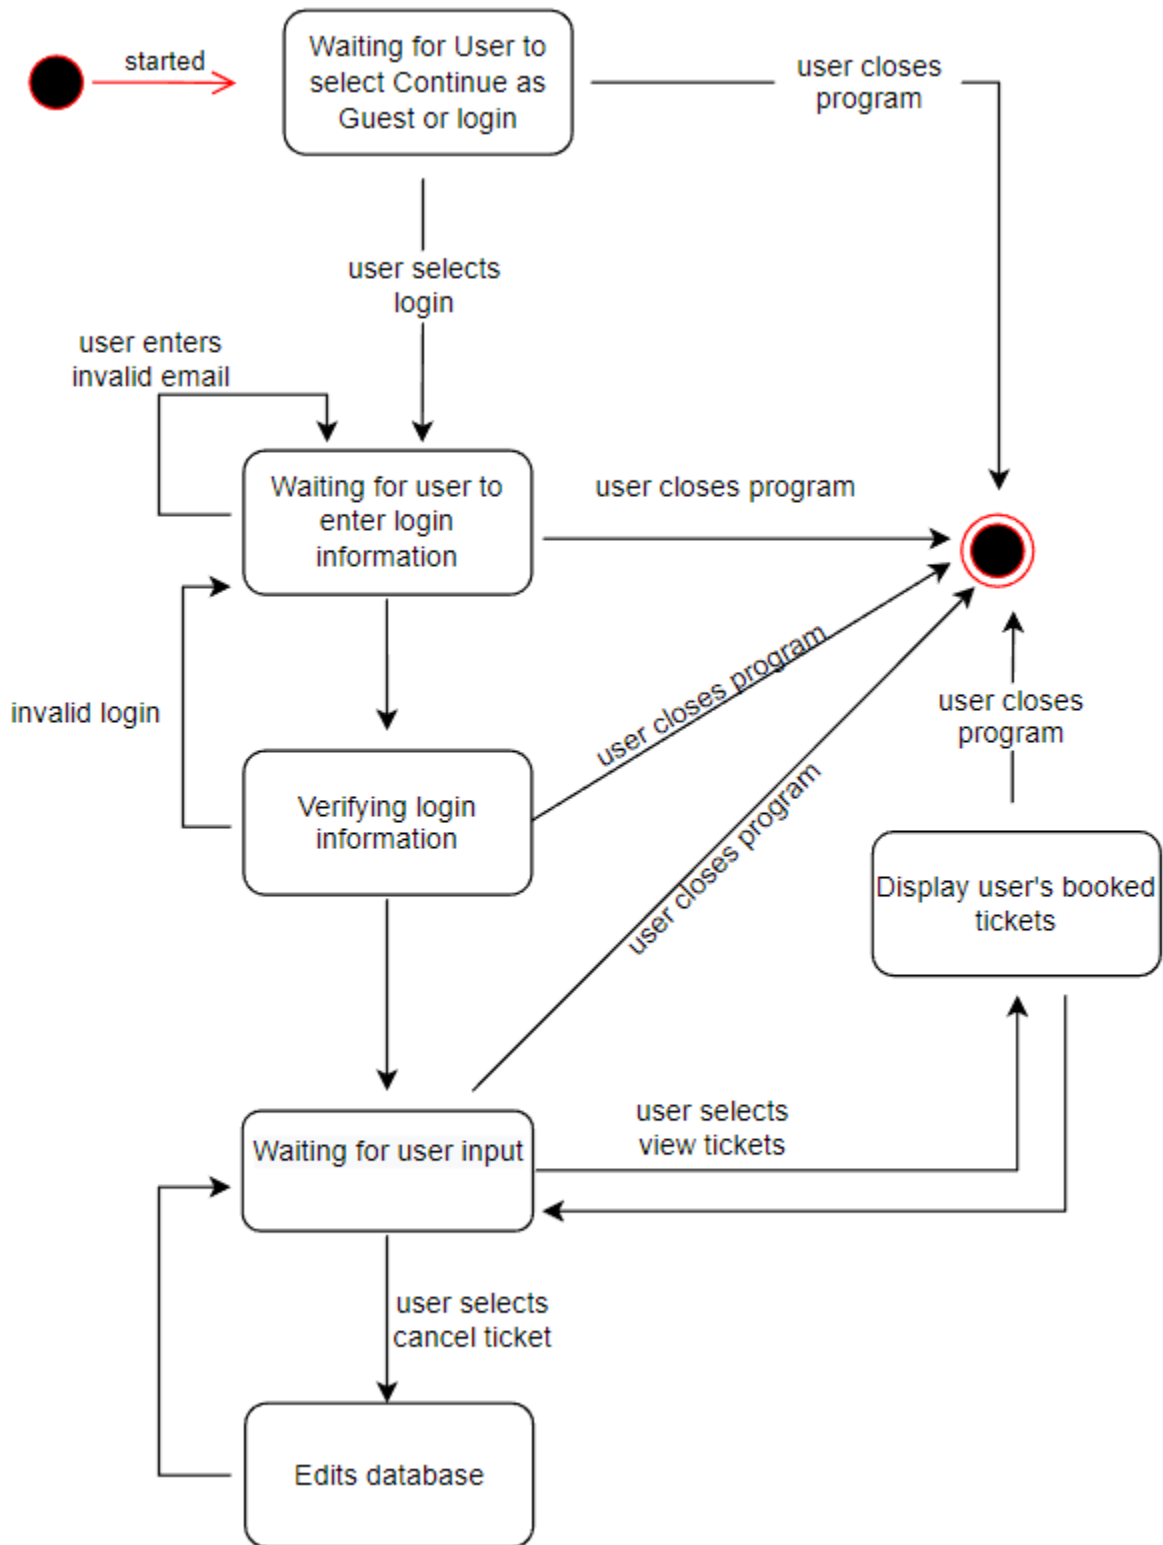 started
Waiting for User to
select Continue as
Guest or login
user closes
program
user selects
login
user enters
invalid email
Waiting for user to
enter login
information
user closes program
invalid login
user closes program
user closes
program
Verifying login
information
user closes program
Display user's booked
tickets
Waiting for user input
user selects
view tickets
user selects
cancel ticket
Edits database